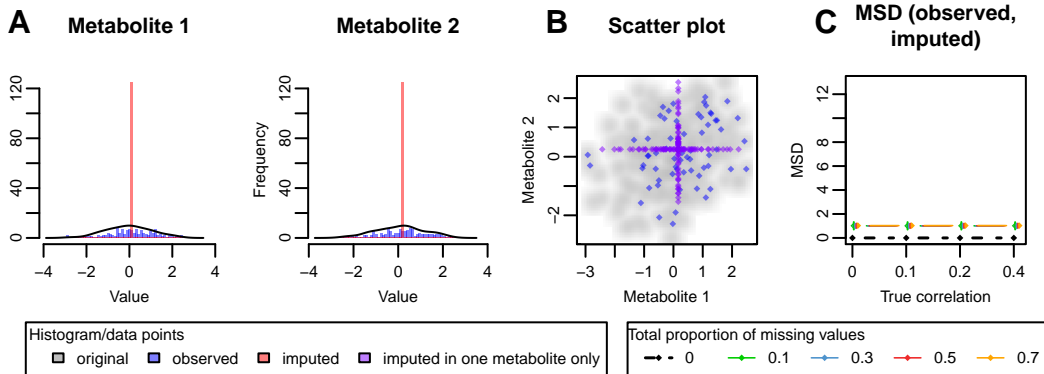 A
Metabolite 1
Metabolite 2
B
Scatter plot
C
MSD (observed,
imputed)
120
80
40
0
−4
−2
0
2
4
Value
Frequency
120
80
40
0
−4
−2
0
2
4
Value
Metabolite 2
2
1
0
−2
−3
−1
0
1
2
Metabolite 1
MSD
12
10
8
6
4
2
0
0
0.1
0.2
0.4
True correlation
Histogram/data points
original
observed
imputed
imputed in one metabolite only
Total proportion of missing values
0
0.1
0.3
0.5
0.7